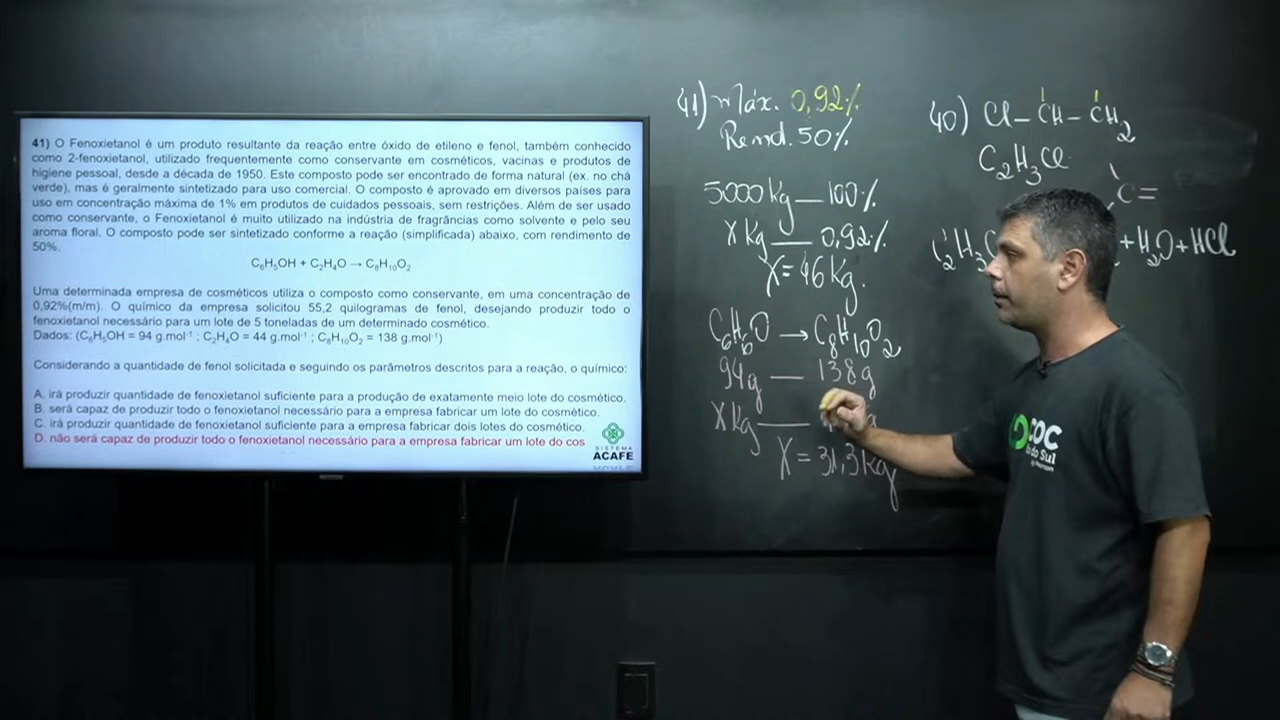 41) O Fenoxietanol é um produto resultante da reação entre óxido de etileno e fenol, também conhecido
como 2-fenoxietanol, utilizado frequentemente como conservante em cosméticos, vacinas e produtos de
higiene pessoal, desde a década de 1950. Este composto pode ser encontrado de forma natural (ex. no chá
verde), mas é geralmente sintetizado para uso comercial. O composto é aprovado em diversos países para
uso em concentração máxima de 1% em produtos de cuidados pessoais, sem restrições. Além de ser usado
como conservante, o Fenoxietanol é muito utilizado na indústria de fragrâncias como solvente e pelo seu
aroma floral. O composto pode ser sintetizado conforme a reação (simplificada) abaixo, com rendimento de
50%.
C₆H₅OH + C₂H₄O → C₈H₁₀O₂
Uma determinada empresa de cosméticos utiliza o composto como conservante, em uma concentração de
0,92%(m/m). O químico da empresa solicitou 55,2 quilogramas de fenol, desejando produzir todo o
fenoxietanol necessário para um lote de 5 toneladas de um determinado cosmético.
Dados: (C₆H₅OH = 94 g.mol⁻¹ ; C₂H₄O = 44 g.mol⁻¹ ; C₈H₁₀O₂ = 138 g.mol⁻¹)
Considerando a quantidade de fenol solicitada e seguindo os parâmetros descritos para a reação, o químico:
A. irá produzir quantidade de fenoxietanol suficiente para a produção de exatamente meio lote do cosmético.
B. será capaz de produzir todo o fenoxietanol necessário para a empresa fabricar um lote do cosmético.
C. irá produzir quantidade de fenoxietanol suficiente para a empresa fabricar dois lotes do cosmético.
D. não será capaz de produzir todo o fenoxietanol necessário para a empresa fabricar um lote do cos
SISTEMA
ACAFE
41) Máx. 0,92%
Rend. 50%
5000 Kg — 100%
X Kg — 0,92%
X = 46 Kg.
C₆H₆O → C₈H₁₀O₂
94g — 138g
X Kg —
X = 31,3 Kg
40) Cl – CH – CH₂
C₂H₃Cl
C =
C₂H₃
+ H₂O + HCl
COC
do Sul